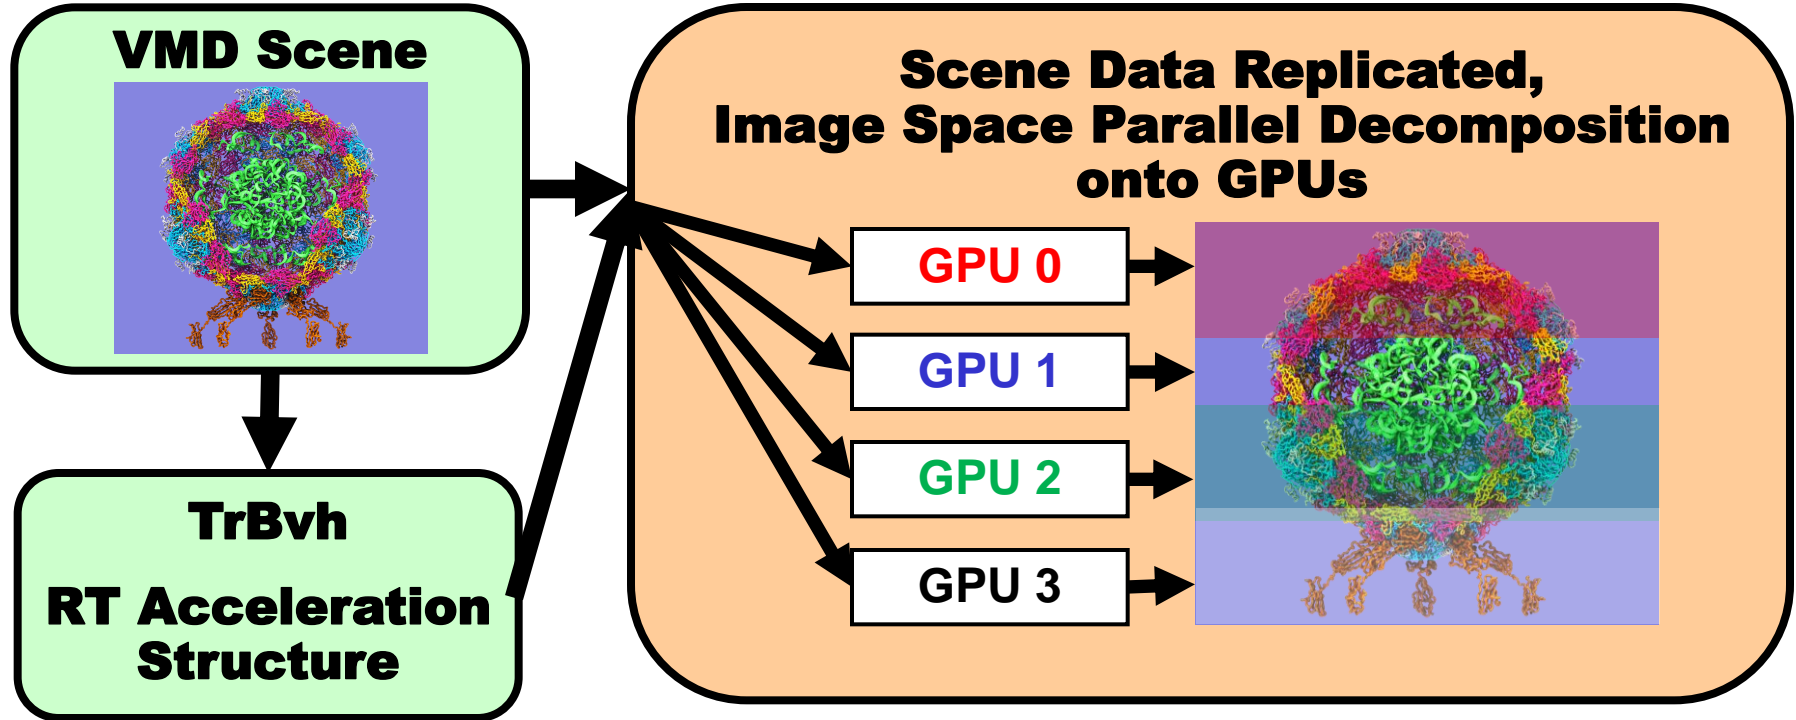 VMD Scene
TrBvh
RT Acceleration
Structure
Scene Data Replicated,
Image Space Parallel Decomposition
onto GPUs
GPU 0
GPU 1
GPU 2
GPU 3